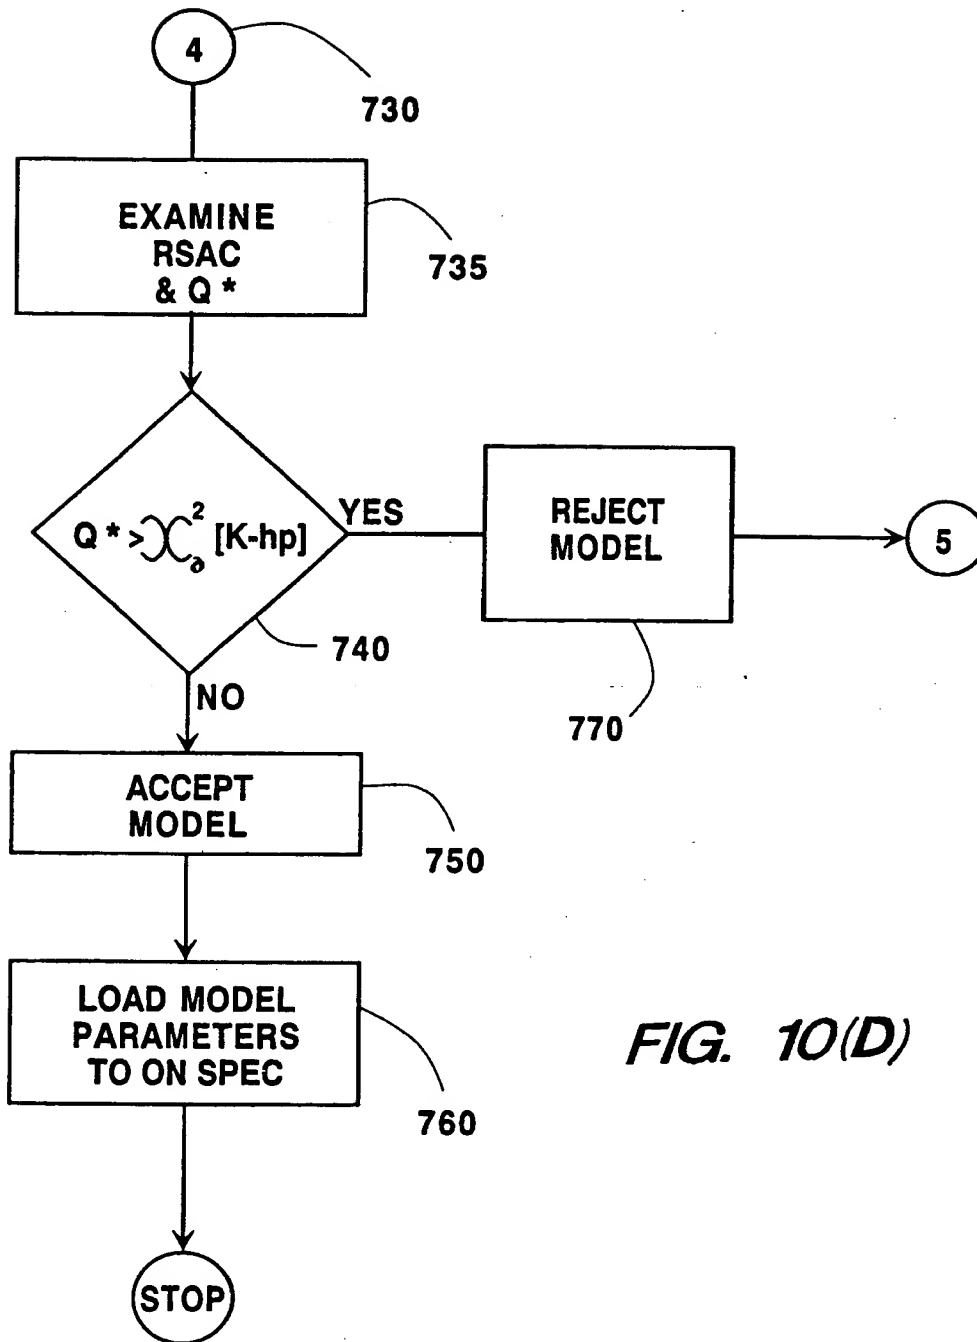 4
730
EXAMINE
RSAC
& Q *
735
Q * > χ²∂ [K-hp]
YES
REJECT
MODEL
5
740
770
NO
ACCEPT
MODEL
750
LOAD MODEL
PARAMETERS
TO ON SPEC
760
FIG. 10(D)
STOP